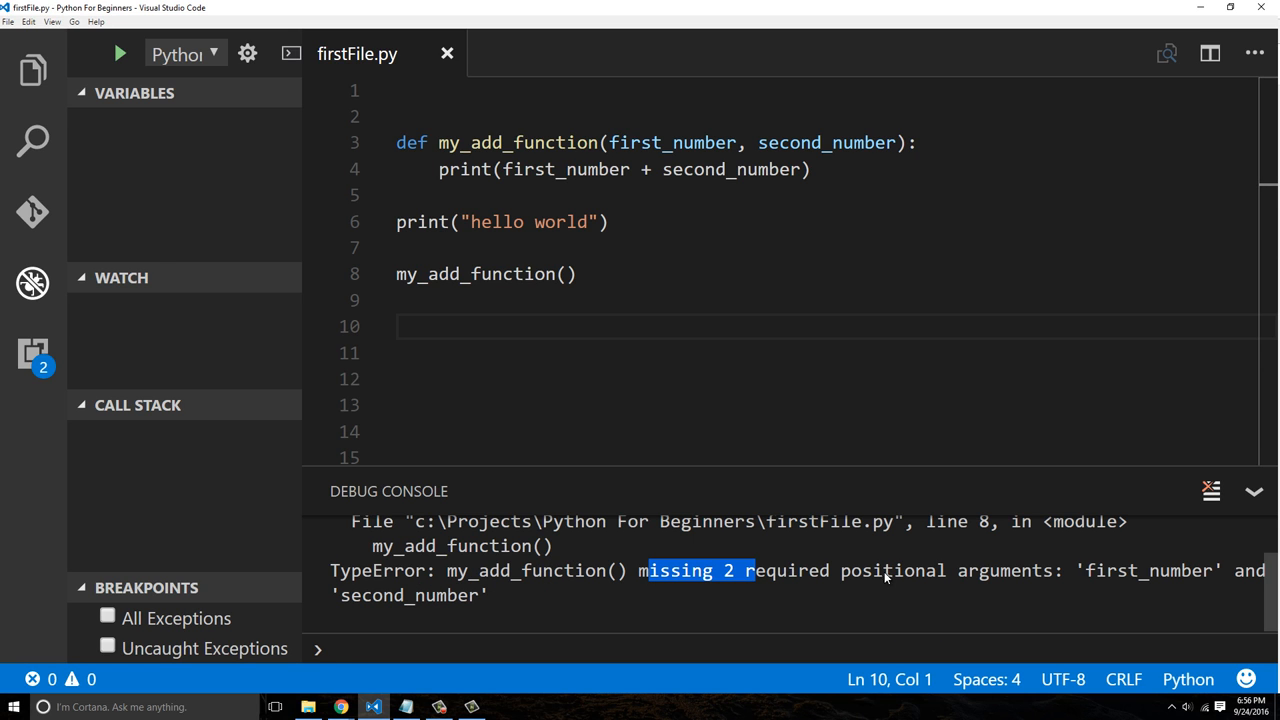 firstFile.py - Python For Beginners - Visual Studio Code
File Edit View Go Help
Python
firstFile.py
VARIABLES
WATCH
CALL STACK
BREAKPOINTS
All Exceptions
Uncaught Exceptions
2
1
2
3 def my_add_function(first_number, second_number):
4 print(first_number + second_number)
5
6 print("hello world")
7
8 my_add_function()
9
10
11
12
13
14
15
DEBUG CONSOLE
File "c:\Projects\Python For Beginners\firstFile.py", line 8, in <module>
my_add_function()
TypeError: my_add_function() missing 2 required positional arguments: 'first_number' and
'second_number'
0 0 Ln 10, Col 1 Spaces: 4 UTF-8 CRLF Python
I'm Cortana. Ask me anything.
6:56 PM
9/24/2016